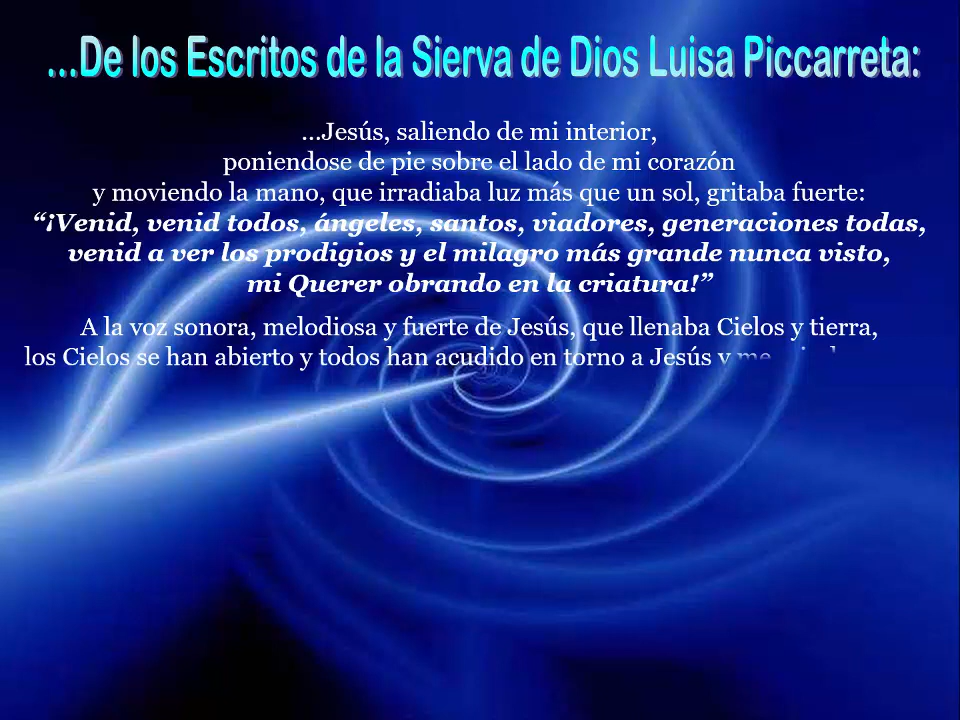 ...De los Escritos de la Sierva de Dios Luisa Piccarreta:
...Jesús, saliendo de mi interior,
poniendose de pie sobre el lado de mi corazón
y moviendo la mano, que irradiaba luz más que un sol, gritaba fuerte:
“¡Venid, venid todos, ángeles, santos, viadores, generaciones todas,
venid a ver los prodigios y el milagro más grande nunca visto,
mi Querer obrando en la criatura!”
A la voz sonora, melodiosa y fuerte de Jesús, que llenaba Cielos y tierra,
los Cielos se han abierto y todos han acudido en torno a Jesús y